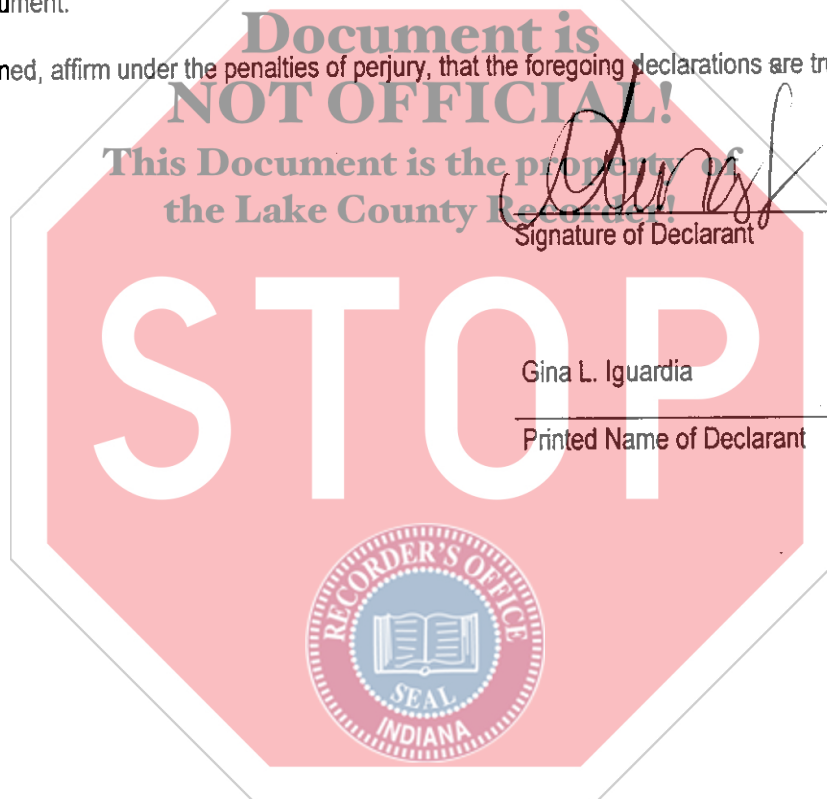 ument.
Document is
ned, affirm under the penalties of perjury, that the foregoing declarations are tru
NOT OFFICIAL!
This Document is the property of
the Lake County Recorder!
Signature of Declarant
STOP
Gina L. Iguardia
Printed Name of Declarant
RECORDER'S OFFICE
SEAL
INDIANA